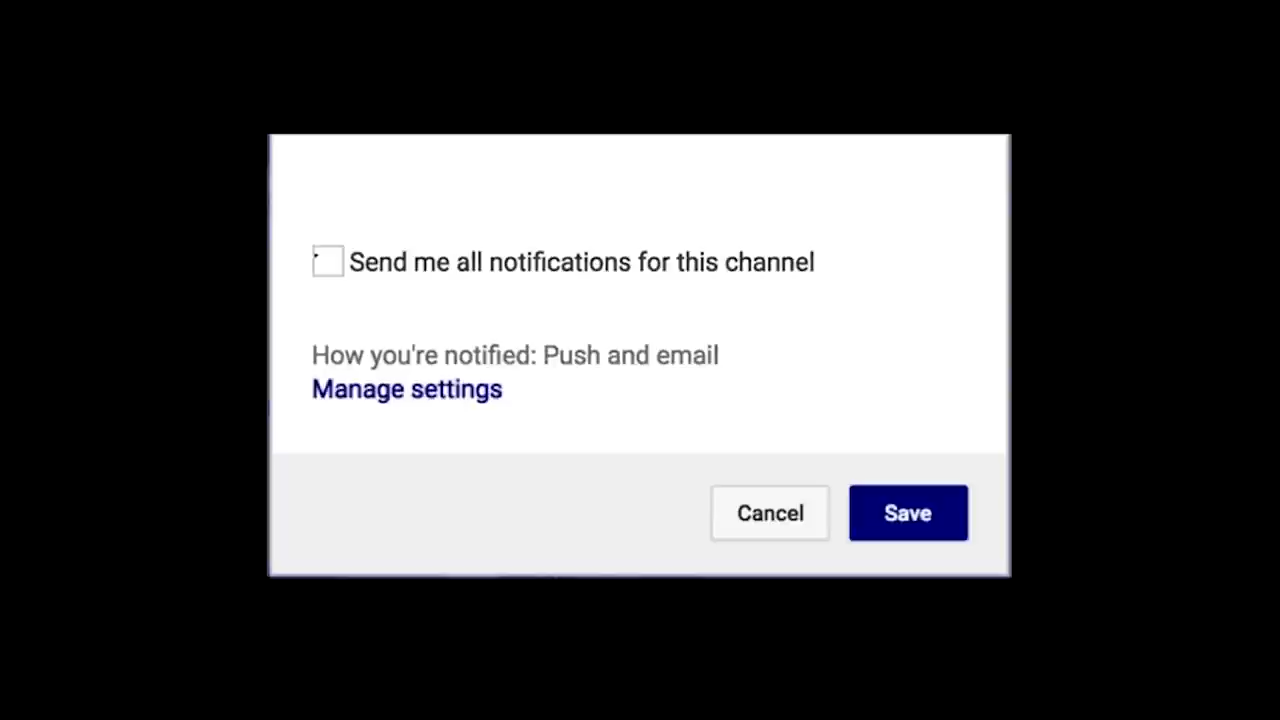 Send me all notifications for this channel
How you're notified: Push and email
Manage settings
Cancel
Save